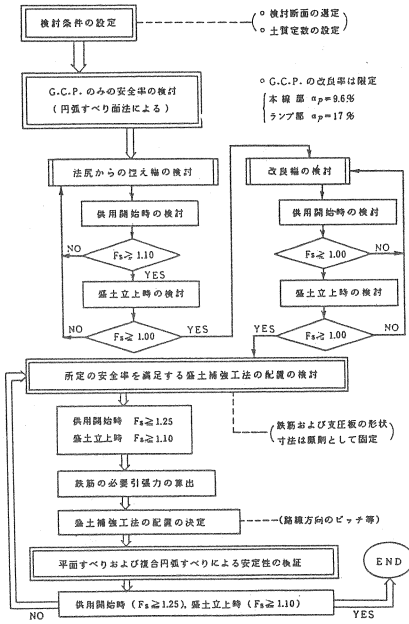 検討条件の設定
○ 検討断面の選定
○ 土質定数の設定
G.C.P.のみの安全率の検討
(円弧すべり面法による)
○ G.C.P.の改良率は限定
本線部 αp=9.6%
ランプ部 αp=17%
法尻からの控え幅の検討
供用開始時の検討
Fs≧1.10
NO
YES
盛土立上時の検討
Fs≧1.00
NO
YES
改良幅の検討
供用開始時の検討
Fs≧1.00
NO
YES
盛土立上時の検討
Fs≧1.00
YES
NO
所定の安全率を満足する盛土補強工法の配置の検討
供用開始時 Fs≧1.25
盛土立上時 Fs≧1.10
(鉄筋および支圧板の形状
寸法は原則として固定)
鉄筋の必要引張力の算出
盛土補強工法の配置の決定
(路線方向のピッチ等)
平面すべりおよび複合円弧すべりによる安定性の検証
END
供用開始時(Fs≧1.25),盛土立上時(Fs≧1.10)
NO
YES